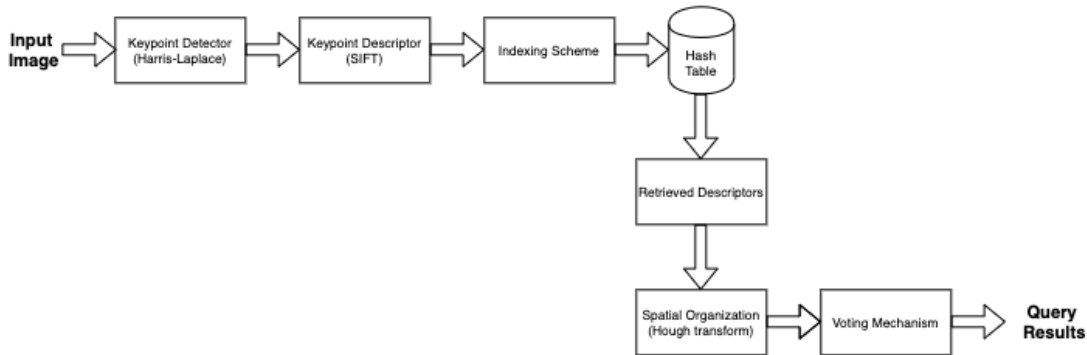 Input
Image
Keypoint Detector
(Harris-Laplace)
Keypoint Descriptor
(SIFT)
Indexing Scheme
Hash
Table
Retrieved Descriptors
Spatial Organization
(Hough transform)
Voting Mechanism
Query
Results